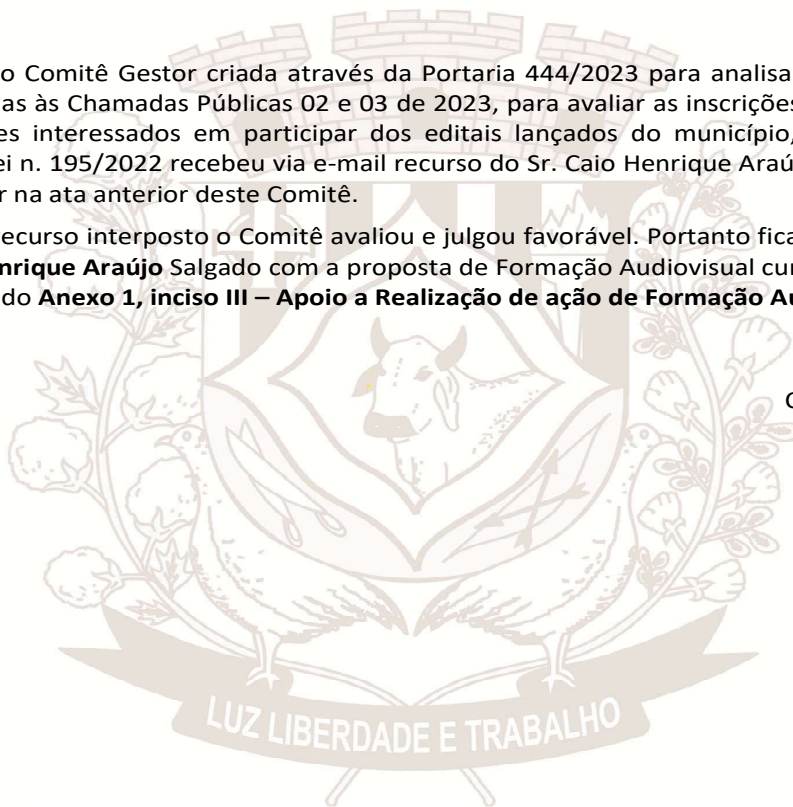 o Comitê Gestor criada através da Portaria 444/2023 para analisa
as às Chamadas Públicas 02 e 03 de 2023, para avaliar as inscrições
es interessados em participar dos editais lançados do município,
ei n. 195/2022 recebeu via e-mail recurso do Sr. Caio Henrique Araú
r na ata anterior deste Comitê.
recurso interposto o Comitê avaliou e julgou favorável. Portanto fica
nrique Araújo Salgado com a proposta de Formação Audiovisual cu
do Anexo 1, inciso III – Apoio a Realização de ação de Formação Au
LUZ LIBERDADE E TRABALHO